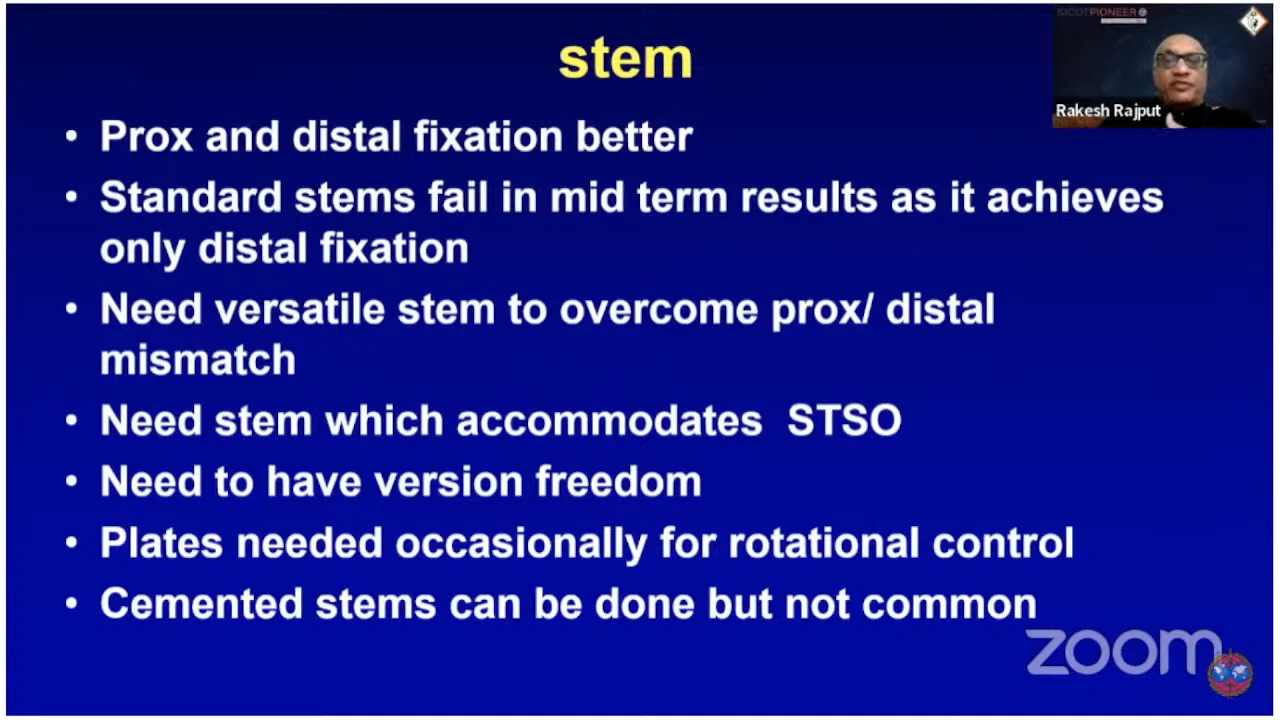 stem
SICOT PIONEER
Rakesh Rajput
• Prox and distal fixation better
• Standard stems fail in mid term results as it achieves
only distal fixation
• Need versatile stem to overcome prox/ distal
mismatch
• Need stem which accommodates STSO
• Need to have version freedom
• Plates needed occasionally for rotational control
• Cemented stems can be done but not common
zoom